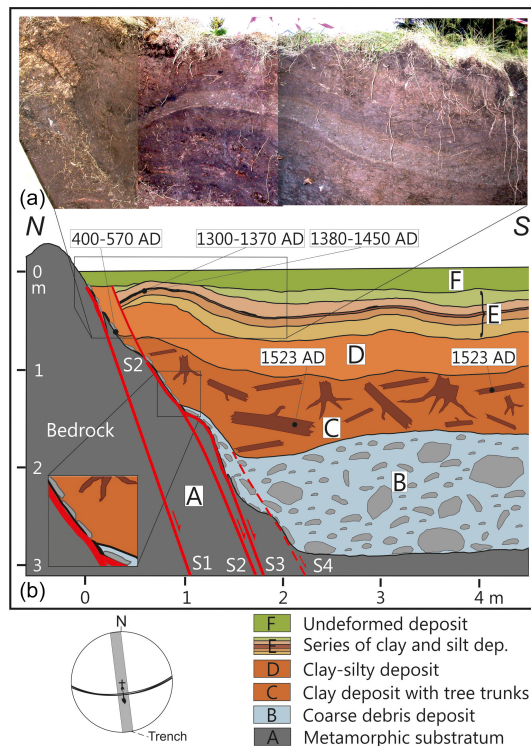 (a)
N
S
400-570 AD
1300-1370 AD
1380-1450 AD
0
m
F
E
D
S2
1523 AD
1523 AD
1
C
Bedrock
2
A
B
3
S1
S2
S3
S4
(b)
0
1
2
3
4 m
N
Trench
F Undeformed deposit
E Series of clay and silt dep.
D Clay-silty deposit
C Clay deposit with tree trunks
B Coarse debris deposit
A Metamorphic substratum